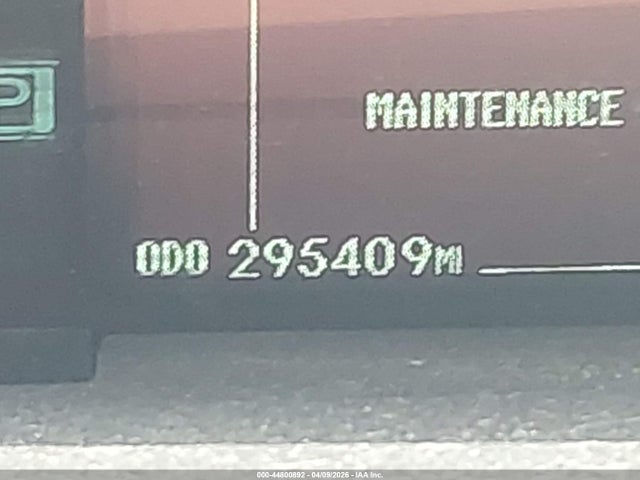 P
MAINTENANCE
ODO 295409MI
000-44800892 - 04/09/2026 - IAA Inc.